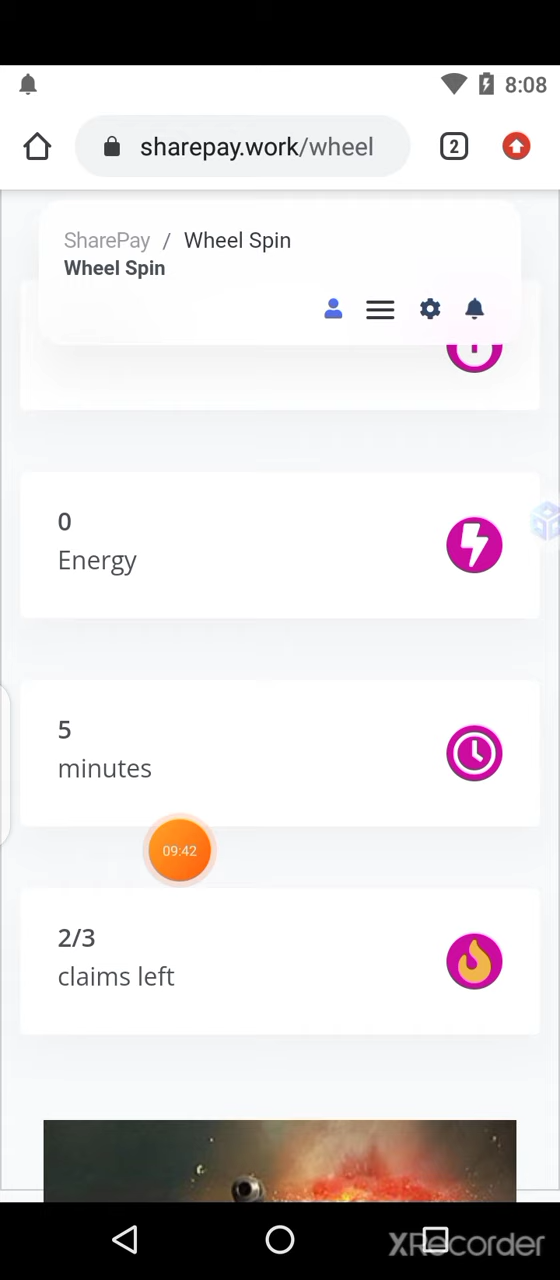 8:08
sharepay.work/wheel
2
SharePay / Wheel Spin
Wheel Spin
0
Energy
5
minutes
09:42
2/3
claims left
XRecorder